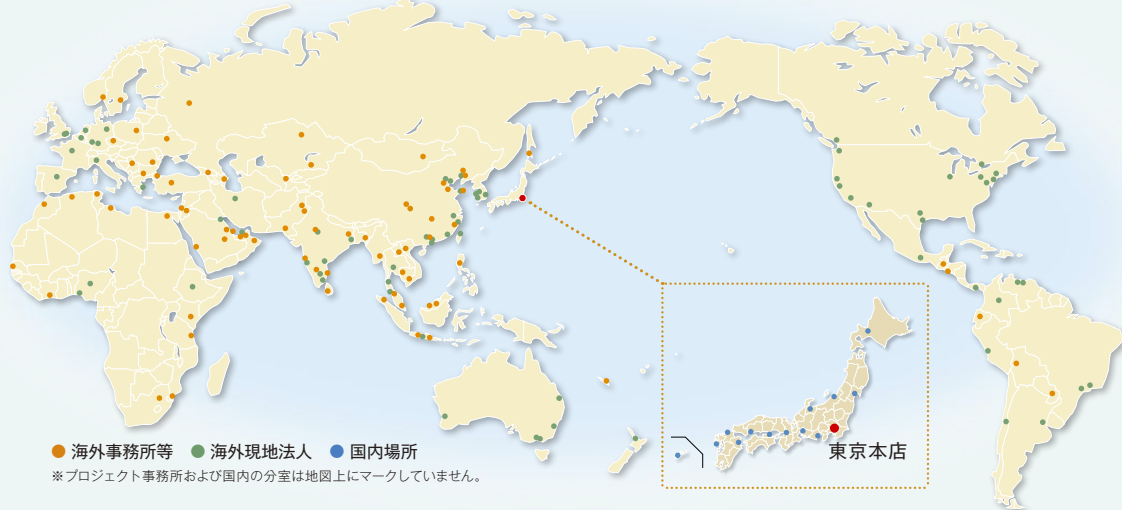 東京本店
海外事務所等 海外現地法人 国内場所
※プロジェクト事務所および国内の分室は地図上にマークしていません。